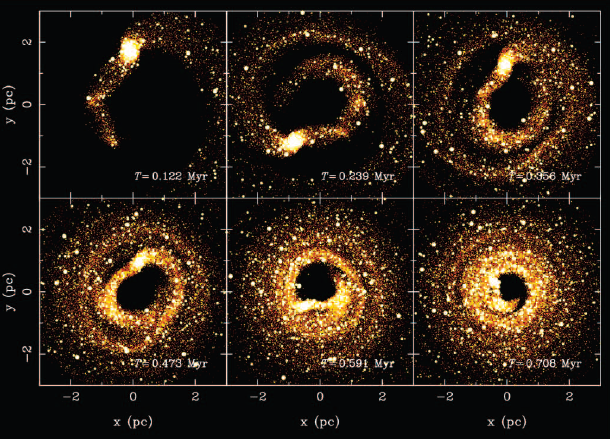 2
0
−2
y (pc)
T=0.122 Myr
T=0.239 Myr
T=0.356 Myr
2
0
−2
y (pc)
T=0.473 Myr
T=0.591 Myr
T=0.708 Myr
−2 0 2 −2 0 2 −2 0 2
x (pc) x (pc) x (pc)